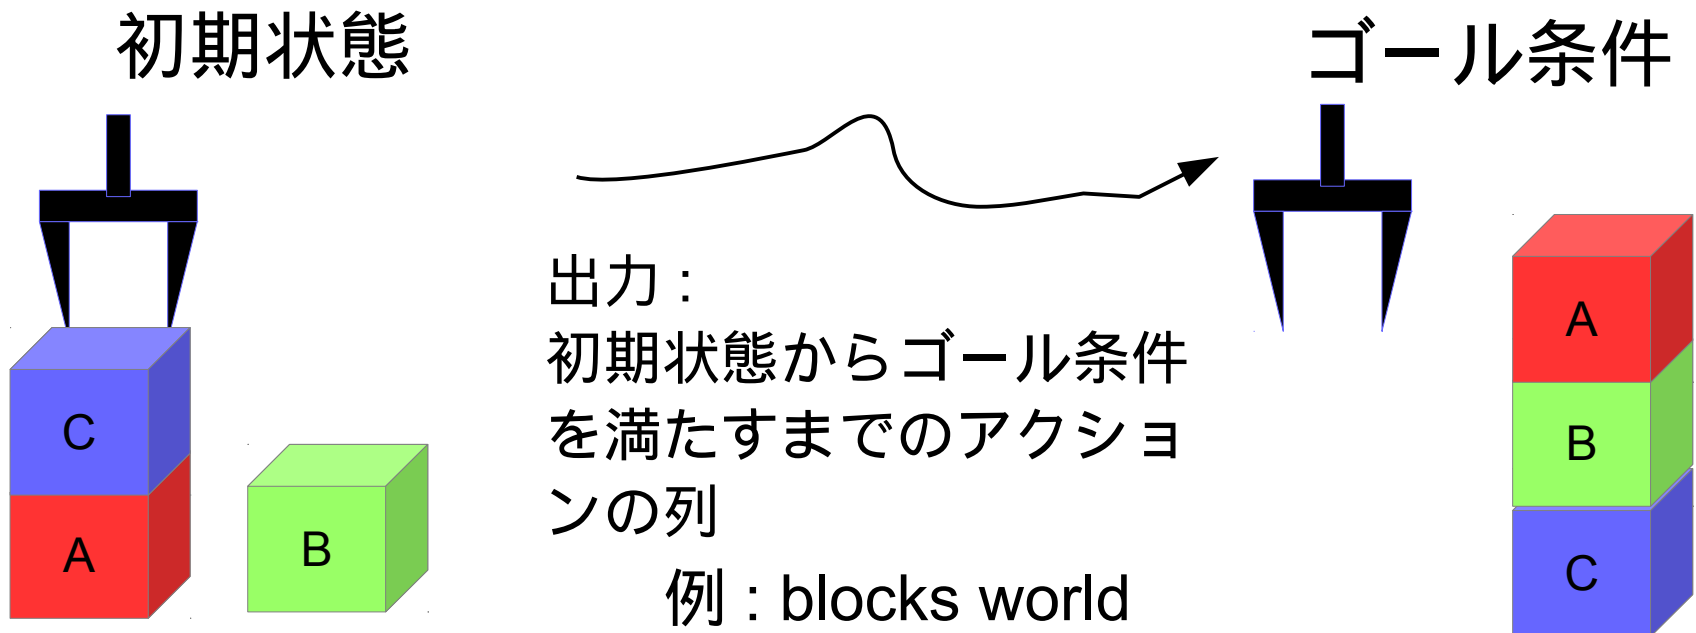 初期状態
ゴール条件
出力 :
初期状態からゴール条件
を満たすまでのアクショ
ンの列
例 : blocks world
C
A
B
A
B
C